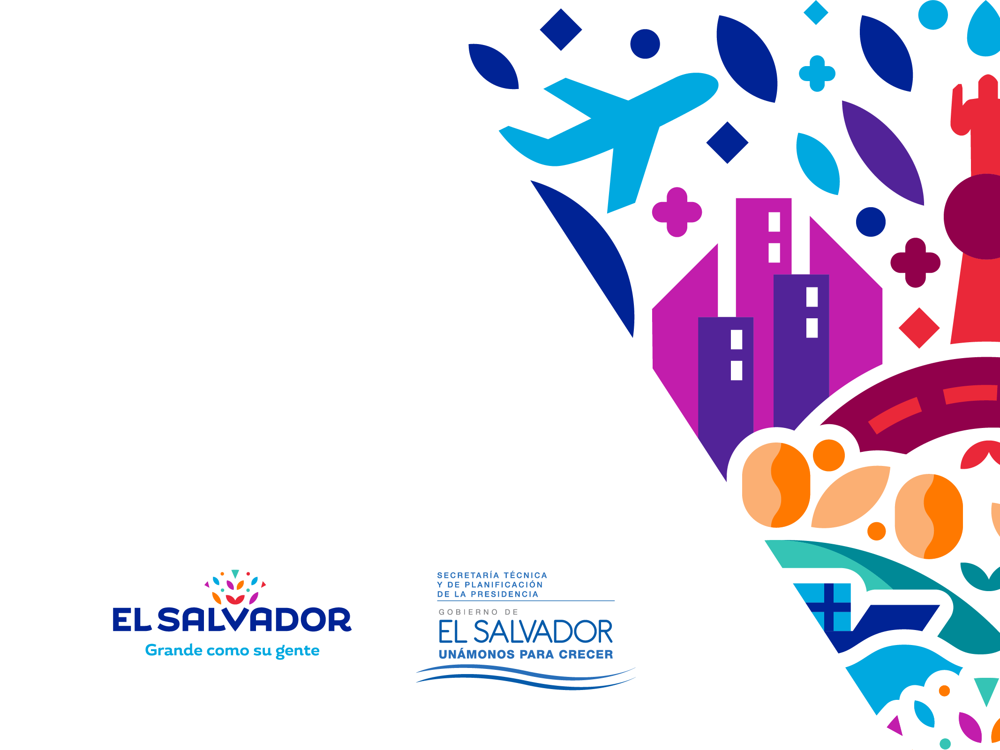 EL SALVADOR
Grande como su gente
SECRETARÍA TÉCNICA
Y DE PLANIFICACIÓN
DE LA PRESIDENCIA
GOBIERNO DE
EL SALVADOR
UNÁMONOS PARA CRECER